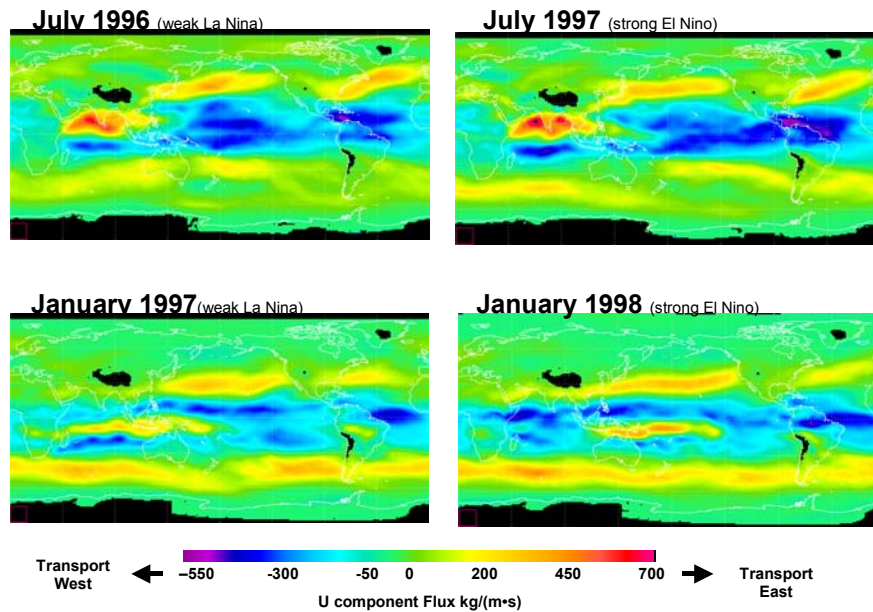 July 1996 (weak La Nina)
July 1997 (strong El Nino)
January 1997(weak La Nina)
January 1998 (strong El Nino)
Transport West
–550 -300 -50 0 200 450 700
Transport East
U component Flux kg/(m•s)